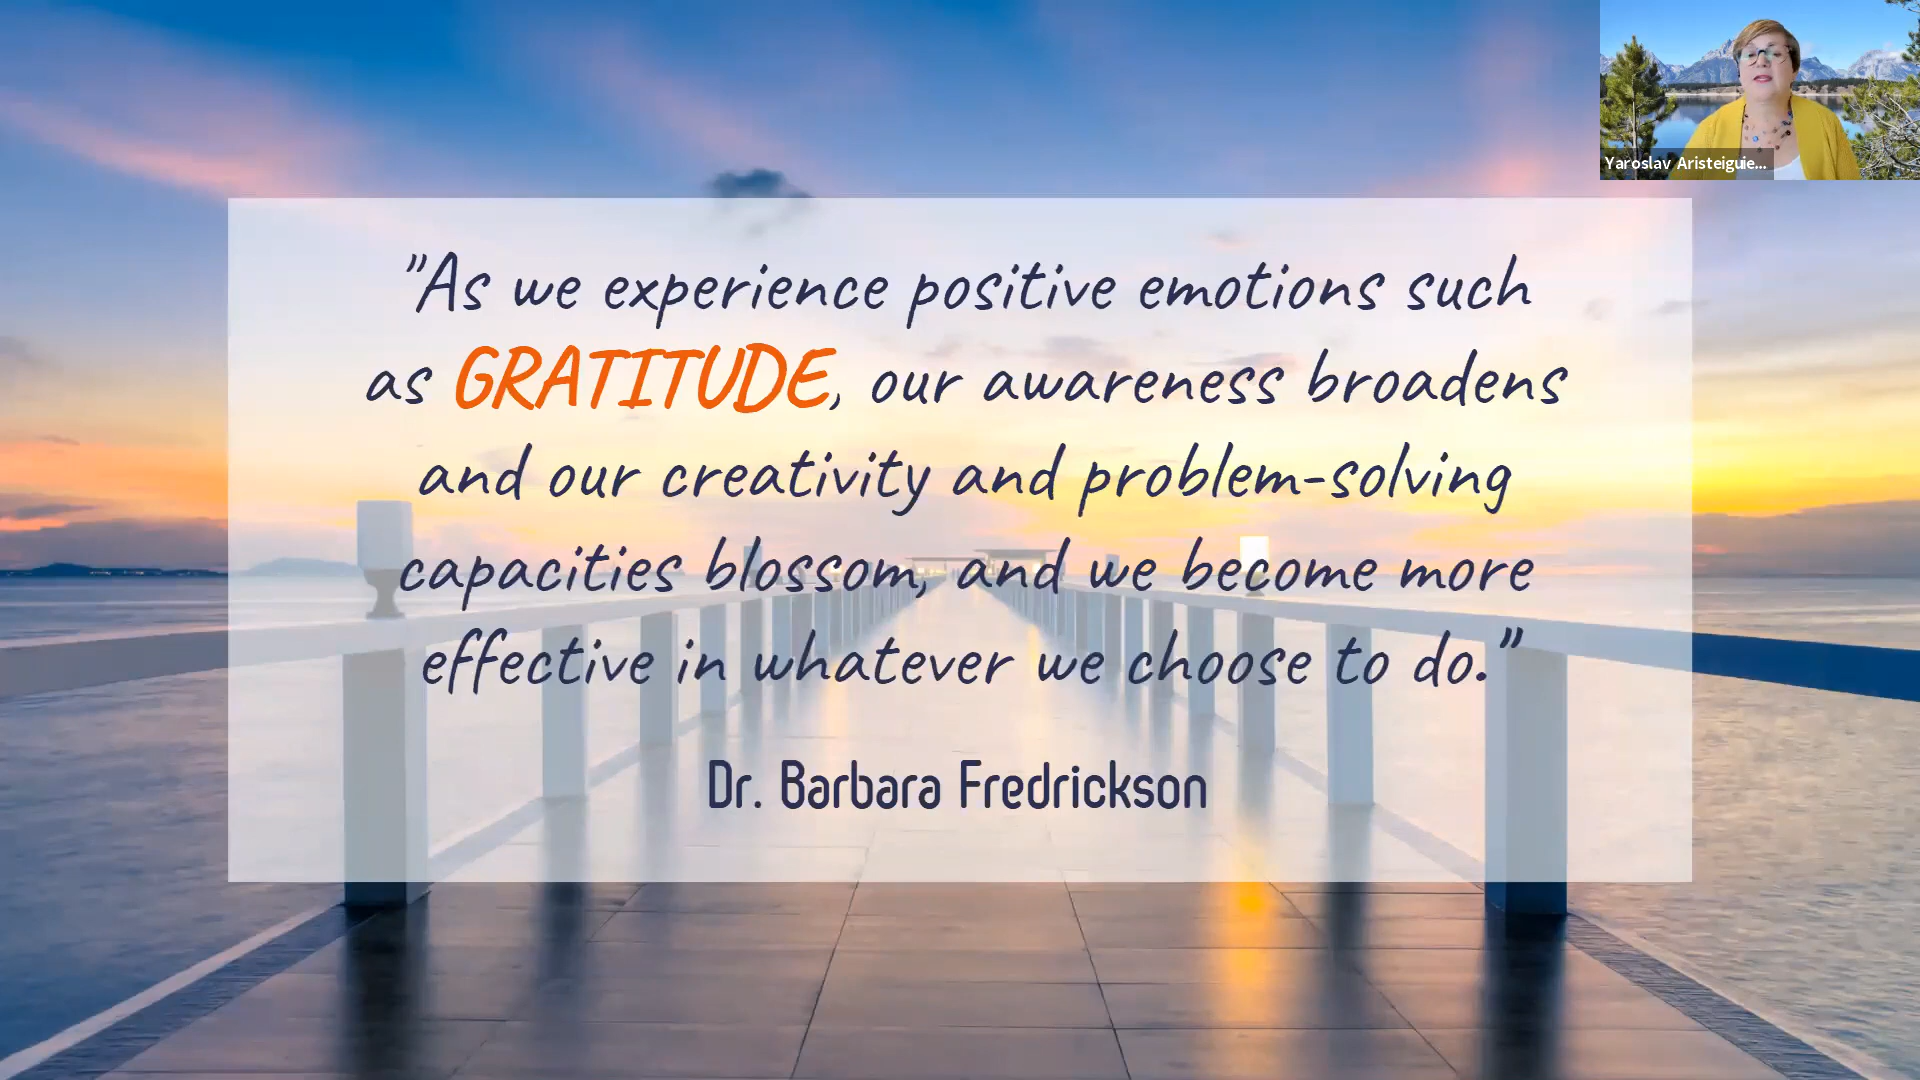 Yaroslav Aristeiguie...
"As we experience positive emotions such
as GRATITUDE, our awareness broadens
and our creativity and problem-solving
capacities blossom, and we become more
effective in whatever we choose to do."
Dr. Barbara Fredrickson